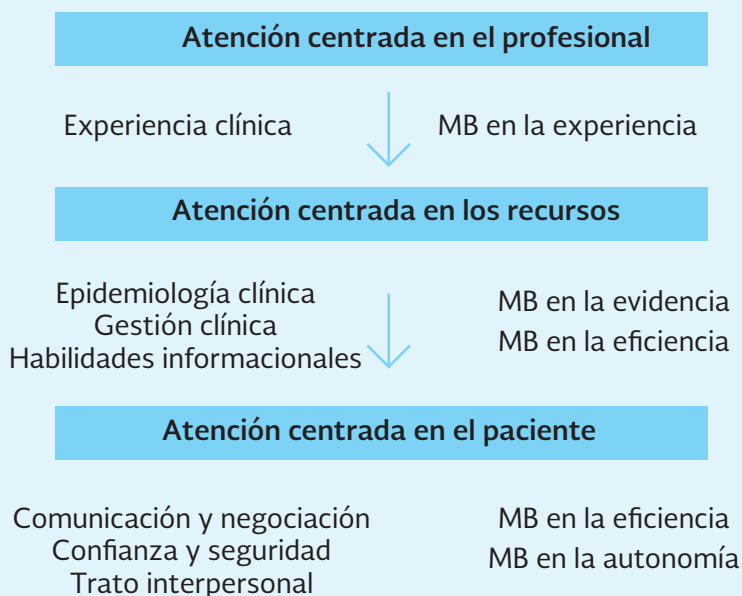 Atención centrada en el profesional
Experiencia clínica
MB en la experiencia
Atención centrada en los recursos
Epidemiología clínica
Gestión clínica
Habilidades informacionales
MB en la evidencia
MB en la eficiencia
Atención centrada en el paciente
Comunicación y negociación
Confianza y seguridad
Trato interpersonal
MB en la eficiencia
MB en la autonomía